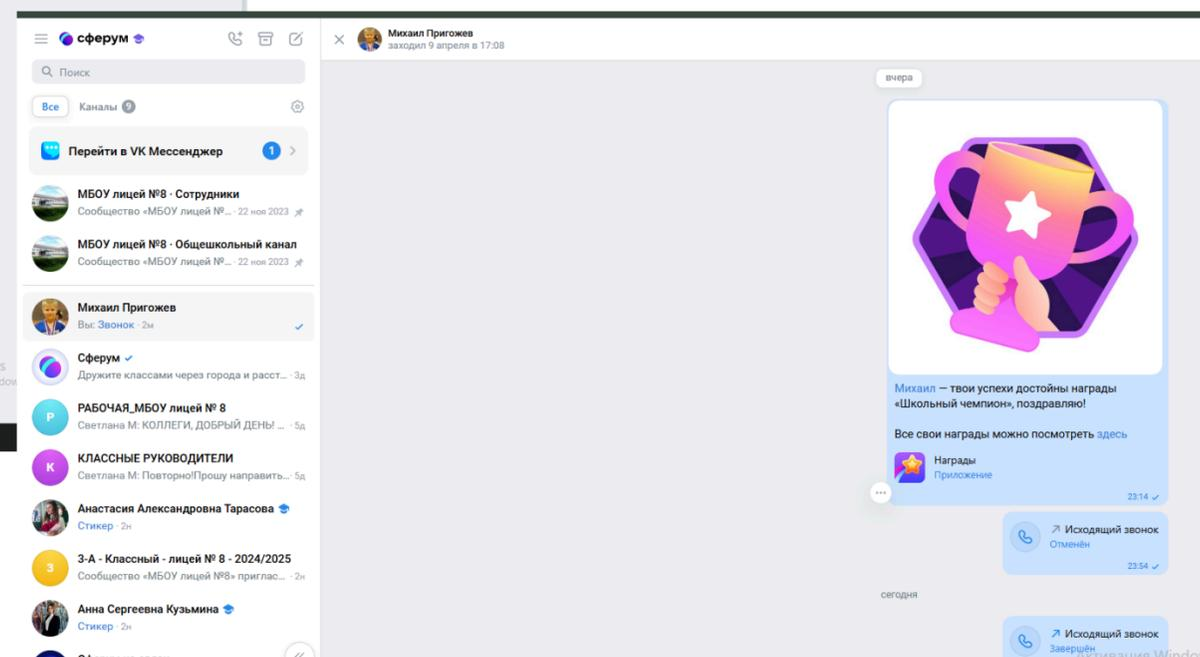 сферум
Поиск
Все
Каналы 9
Перейти в VK Мессенджер
1
МБОУ лицей №8 · Сотрудники
Сообщество «МБОУ лицей №... · 22 ноя 2023
МБОУ лицей №8 · Общешкольный канал
Сообщество «МБОУ лицей №... · 22 ноя 2023
Михаил Пригожев
Вы: Звонок · 2м
Сферум
Дружите классами через города и расст... · 3д
Р
РАБОЧАЯ_МБОУ лицей № 8
Светлана М: КОЛЛЕГИ, ДОБРЫЙ ДЕНЬ! ... · 5д
К
КЛАССНЫЕ РУКОВОДИТЕЛИ
Светлана М: Повторно!Прошу направить... · 5д
Анастасия Александровна Тарасова
Стикер · 2н
3
3-А - Классный - лицей № 8 - 2024/2025
Сообщество «МБОУ лицей №8» приглас... · 2н
Анна Сергеевна Кузьмина
Стикер · 2н
Михаил Пригожев
заходил 9 апреля в 17:08
вчера
Михаил — твои успехи достойны награды
«Школьный чемпион», поздравляю!
Все свои награды можно посмотреть здесь
Награды
Приложение
23:14
Исходящий звонок
Отменён
23:54
сегодня
Исходящий звонок
Завершён
Активация Windo